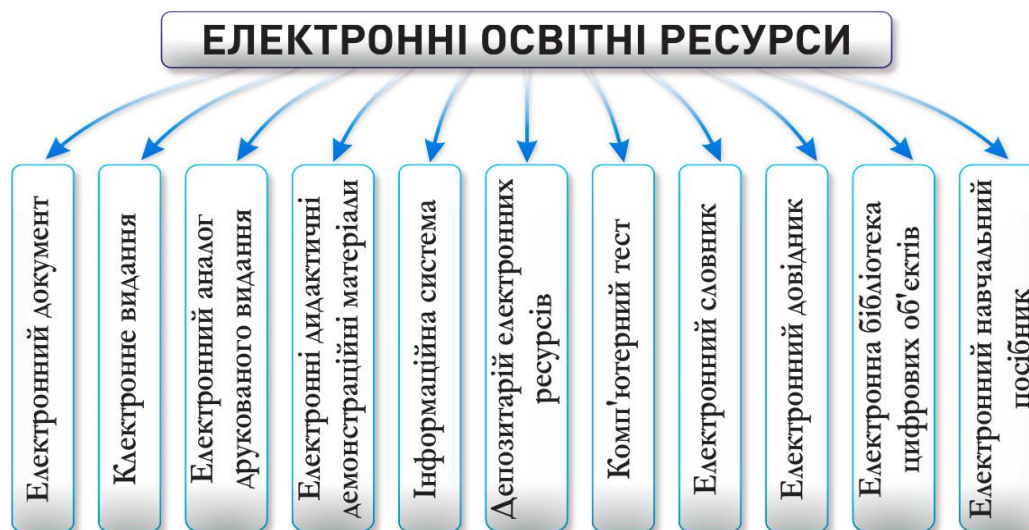 ЕЛЕКТРОННІ ОСВІТНІ РЕСУРСИ
Електронний документ
Клектронне видання
Електронний аналог
друкованого видання
Електронні дидактичні
демонстраційні матеріали
Інформаційна система
Депозитарій електронних
ресурсів
Комп'ютерний тест
Електронний словник
Електронний довідник
Електронна бібліотека
цифрових об'єктів
Електронний навчальний
посібник